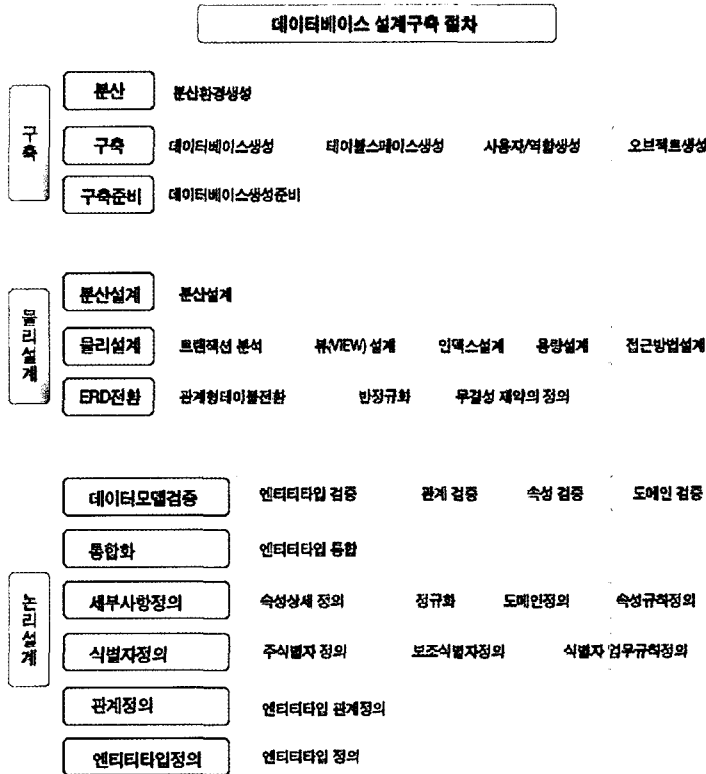 데이터베이스 설계구축 절차
구축
분산 분산환경생성
구축 데이터베이스생성 테이블스페이스생성 사용자/역할생성 오브젝트생성
구축준비 데이터베이스생성준비
물리설계
분산설계 분산설계
물리설계 트랜잭션 분석 뷰(VIEW) 설계 인덱스설계 용량설계 접근방법설계
ERD전환 관계형테이블전환 반정규화 무결성 제약의 정의
논리설계
데이터모델검증 엔티티타입 검증 관계 검증 속성 검증 도메인 검증
통합화 엔티티타입 통합
세부사항정의 속성상세 정의 정규화 도메인정의 속성규칙정의
식별자정의 주식별자 정의 보조식별자정의 식별자 업무규칙정의
관계정의 엔티티타입 관계정의
엔티티타입정의 엔티티타입 정의